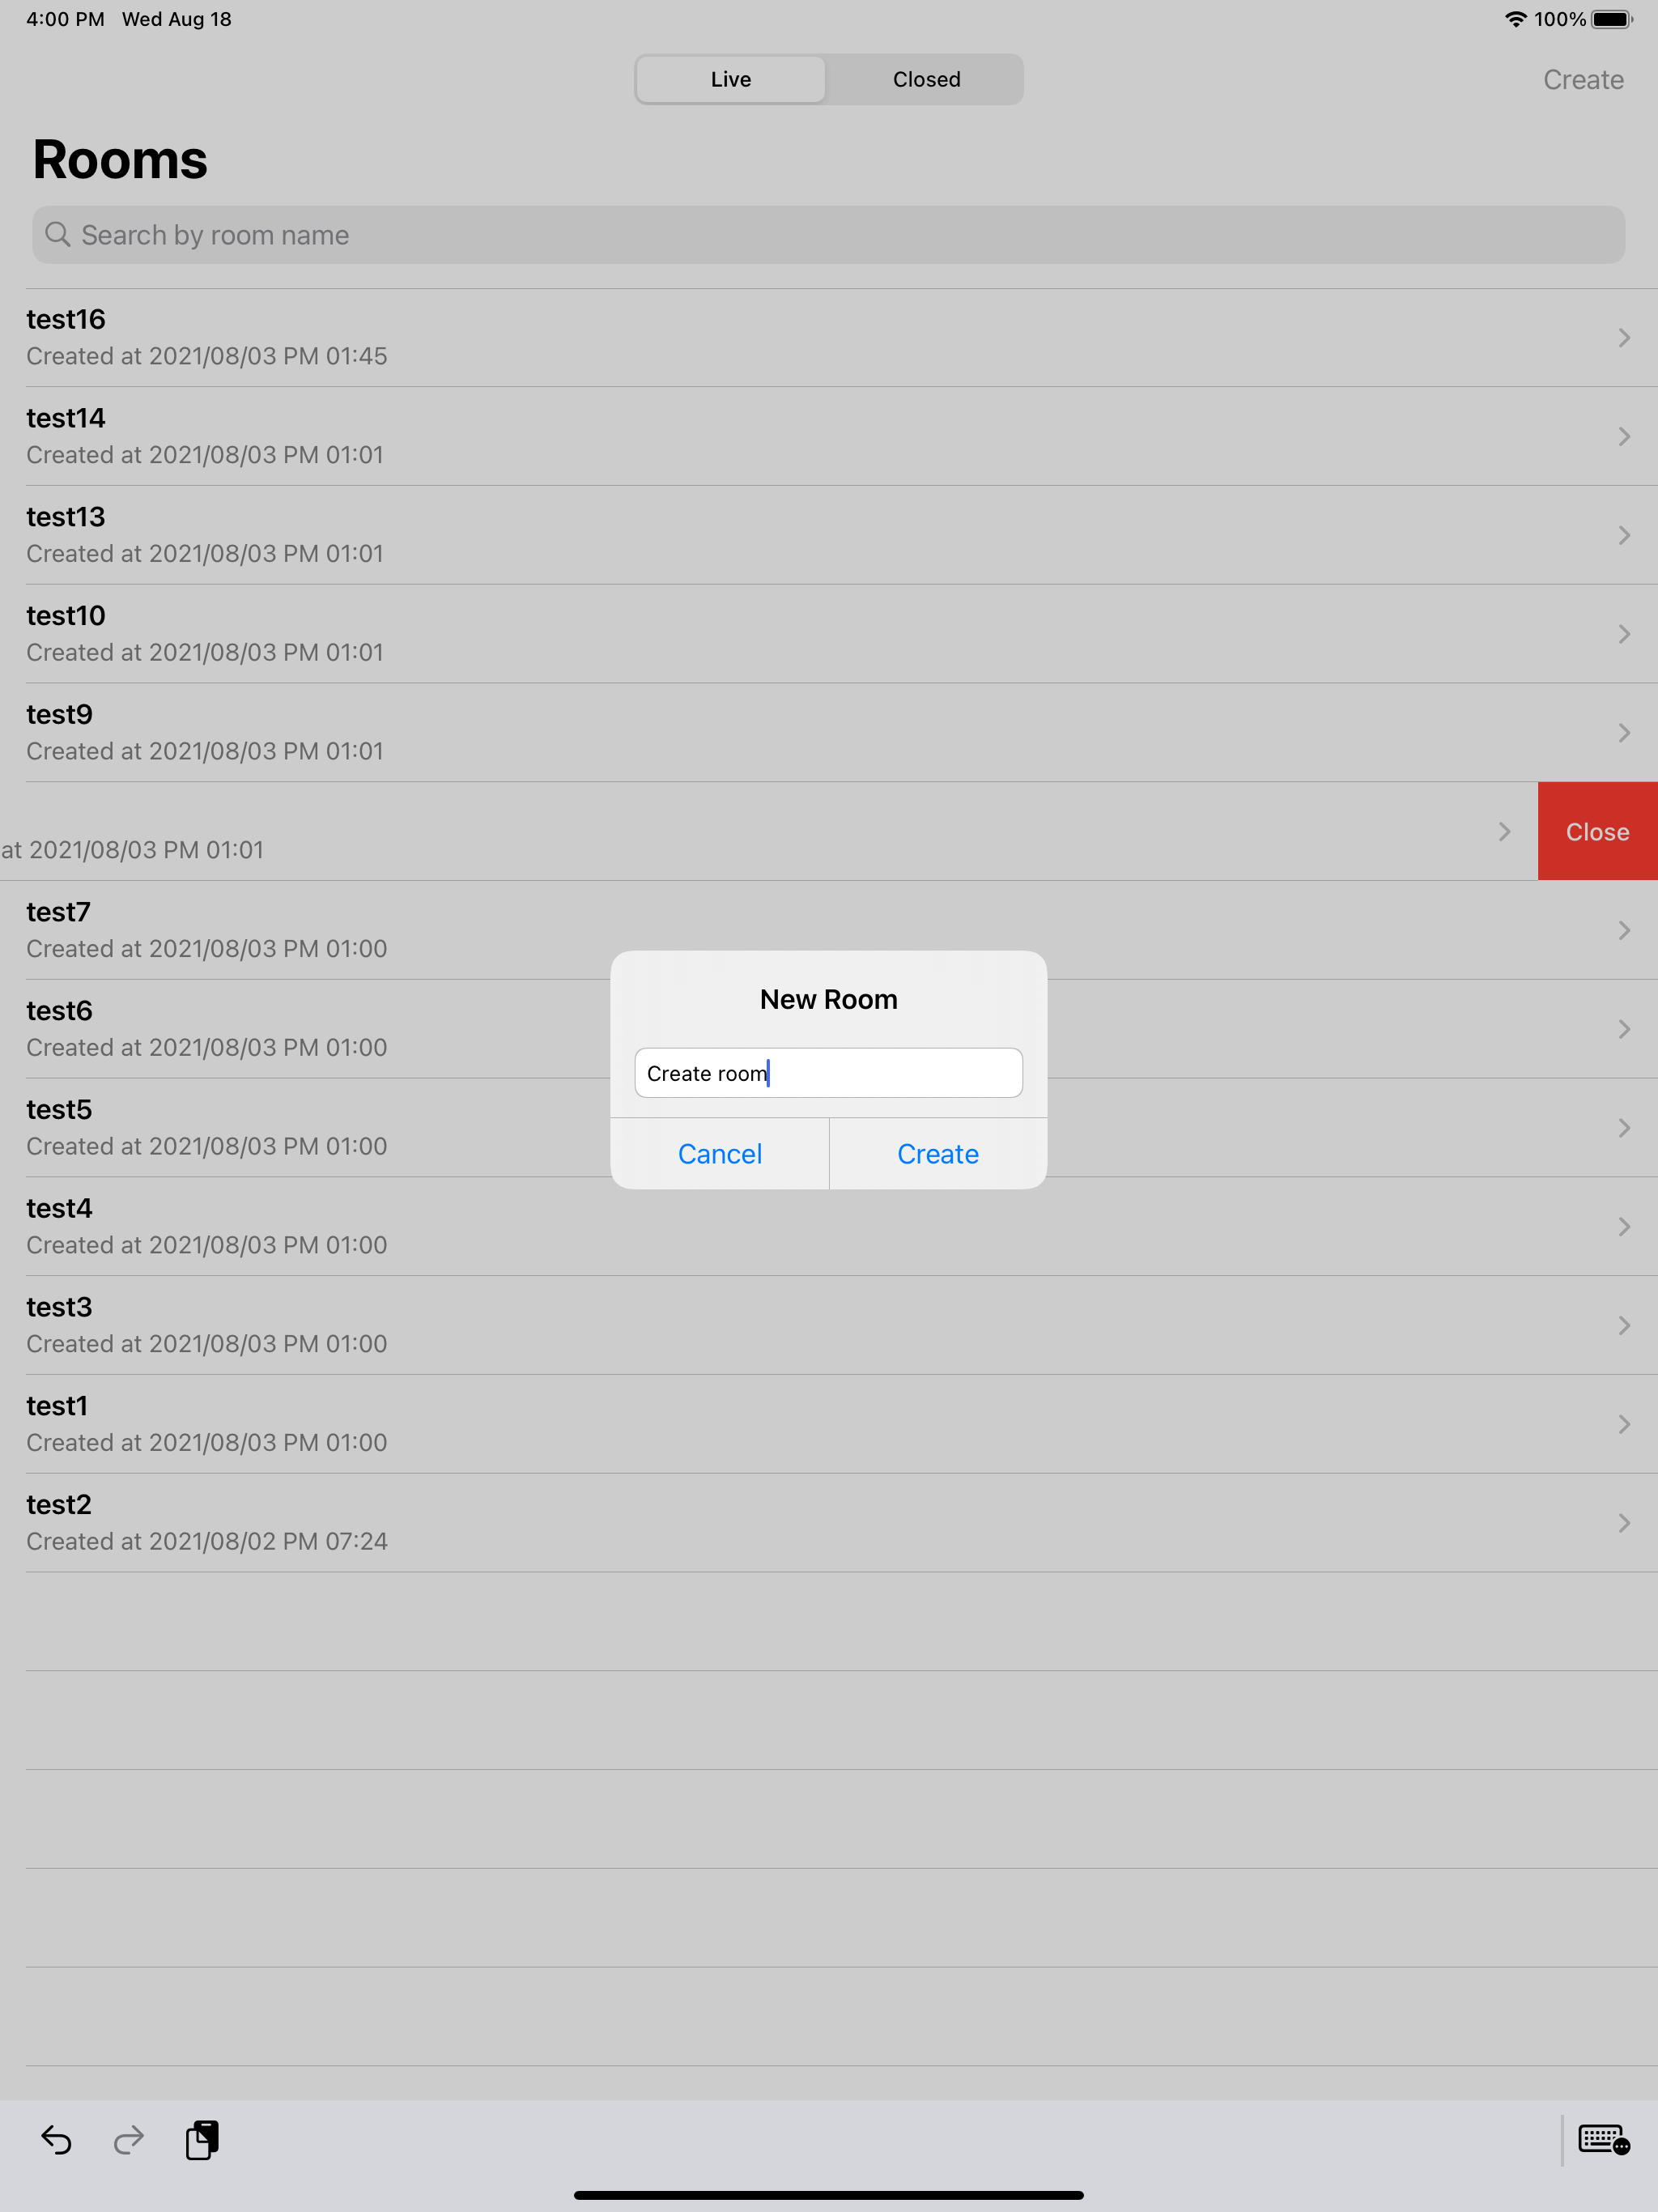 4:00 PM Wed Aug 18
100%
Live
Closed
Create
Rooms
Search by room name
test16
Created at 2021/08/03 PM 01:45
test14
Created at 2021/08/03 PM 01:01
test13
Created at 2021/08/03 PM 01:01
test10
Created at 2021/08/03 PM 01:01
test9
Created at 2021/08/03 PM 01:01
at 2021/08/03 PM 01:01
Close
test7
Created at 2021/08/03 PM 01:00
test6
Created at 2021/08/03 PM 01:00
test5
Created at 2021/08/03 PM 01:00
test4
Created at 2021/08/03 PM 01:00
test3
Created at 2021/08/03 PM 01:00
test1
Created at 2021/08/03 PM 01:00
test2
Created at 2021/08/02 PM 07:24
New Room
Create room
Cancel
Create